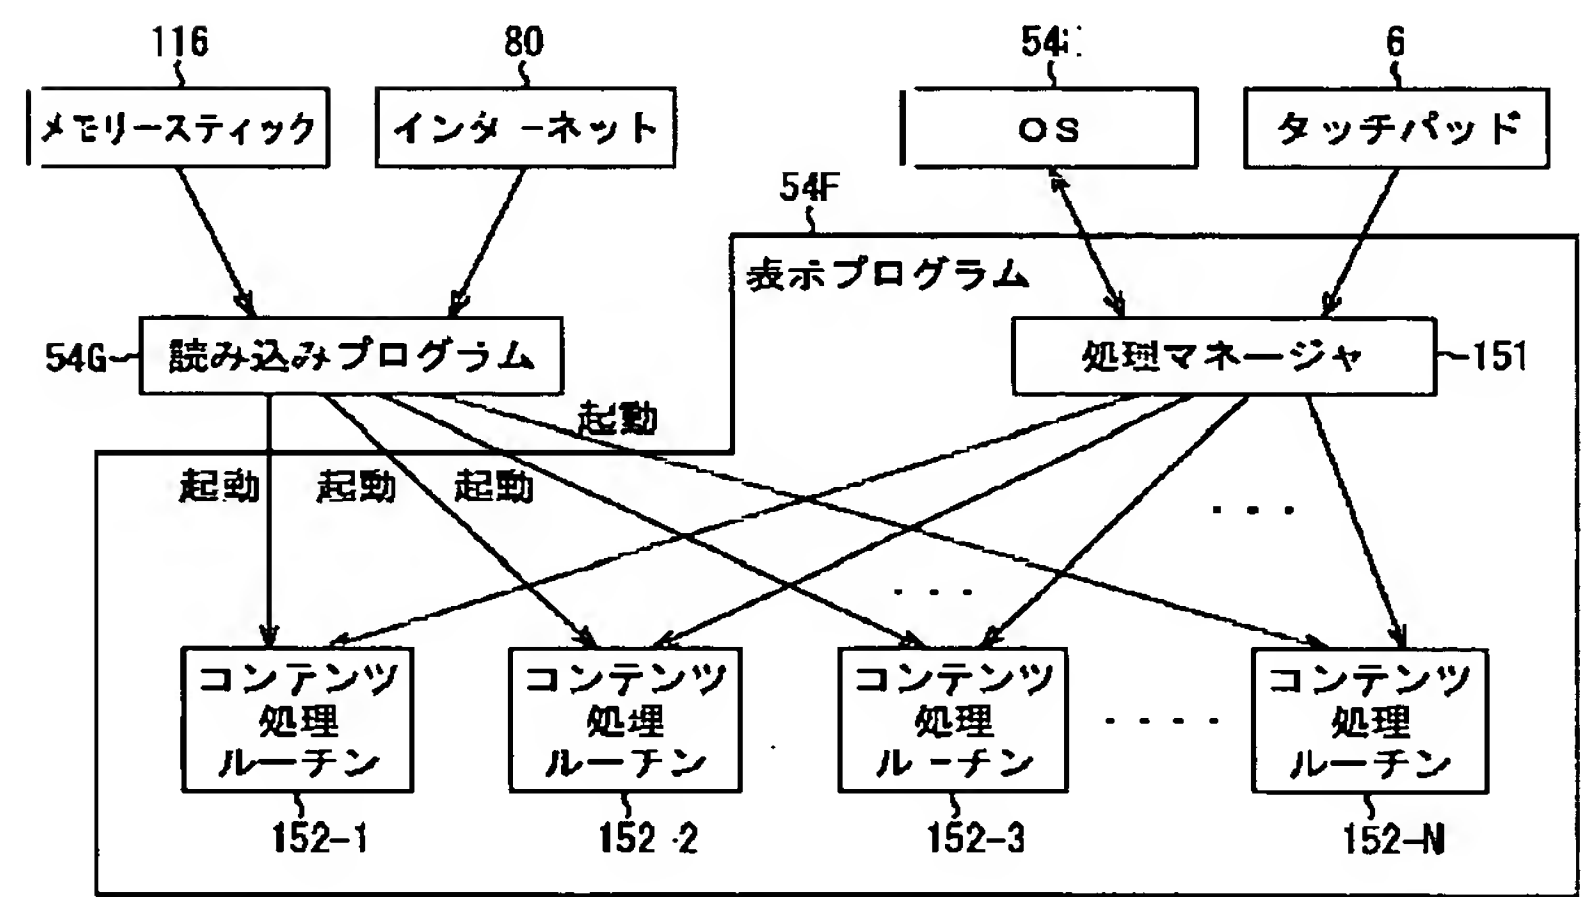 116
80
6
メモリースティック
インターネット
OS
タッチパッド
54F
表示プログラム
54G
読み込みプログラム
処理マネージャ
151
起動
起動
起動
起動
・・・
・・・
コンテンツ
処理
ルーチン
コンテンツ
処理
ルーチン
コンテンツ
処理
ルーチン
・・・・
コンテンツ
処理
ルーチン
152-1
152-2
152-3
152-N